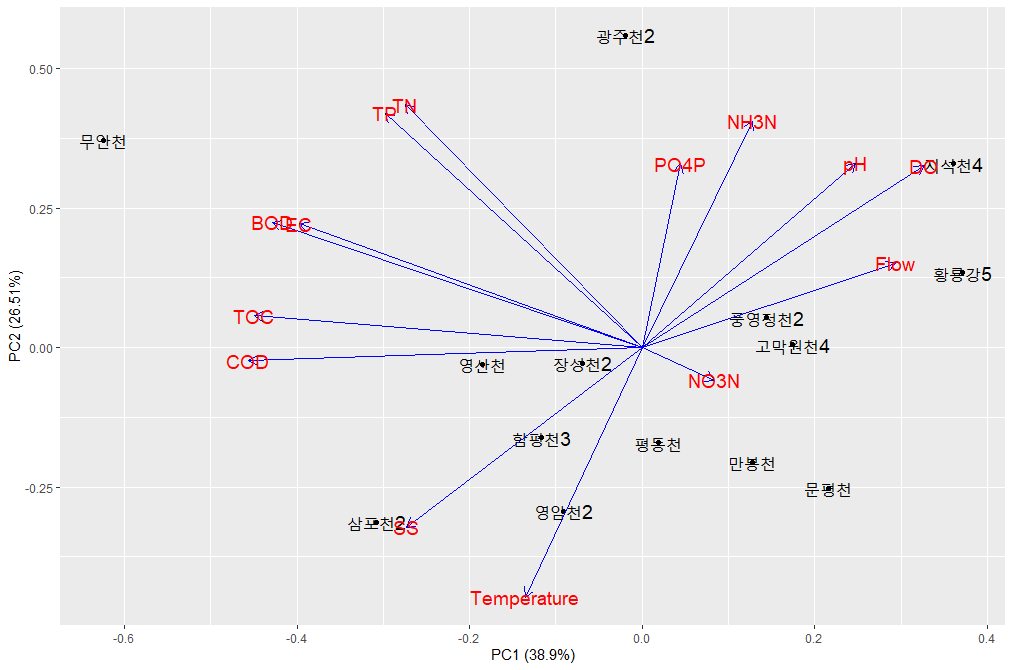 광주천2
0.50
TN
TP
NH3N
무안천
PO4P
pH
DO
지석천4
0.25
BOD
EC
Flow
황룡강5
TOC
풍영정천2
0.00
고막원천4
COD
영산천
장성천2
NO3N
함평천3
평동천
만봉천
-0.25
문평천
영암천2
삼포천2
SS
Temperature
-0.6
-0.4
-0.2
0.0
0.2
0.4
PC1 (38.9%)
PC2 (26.51%)